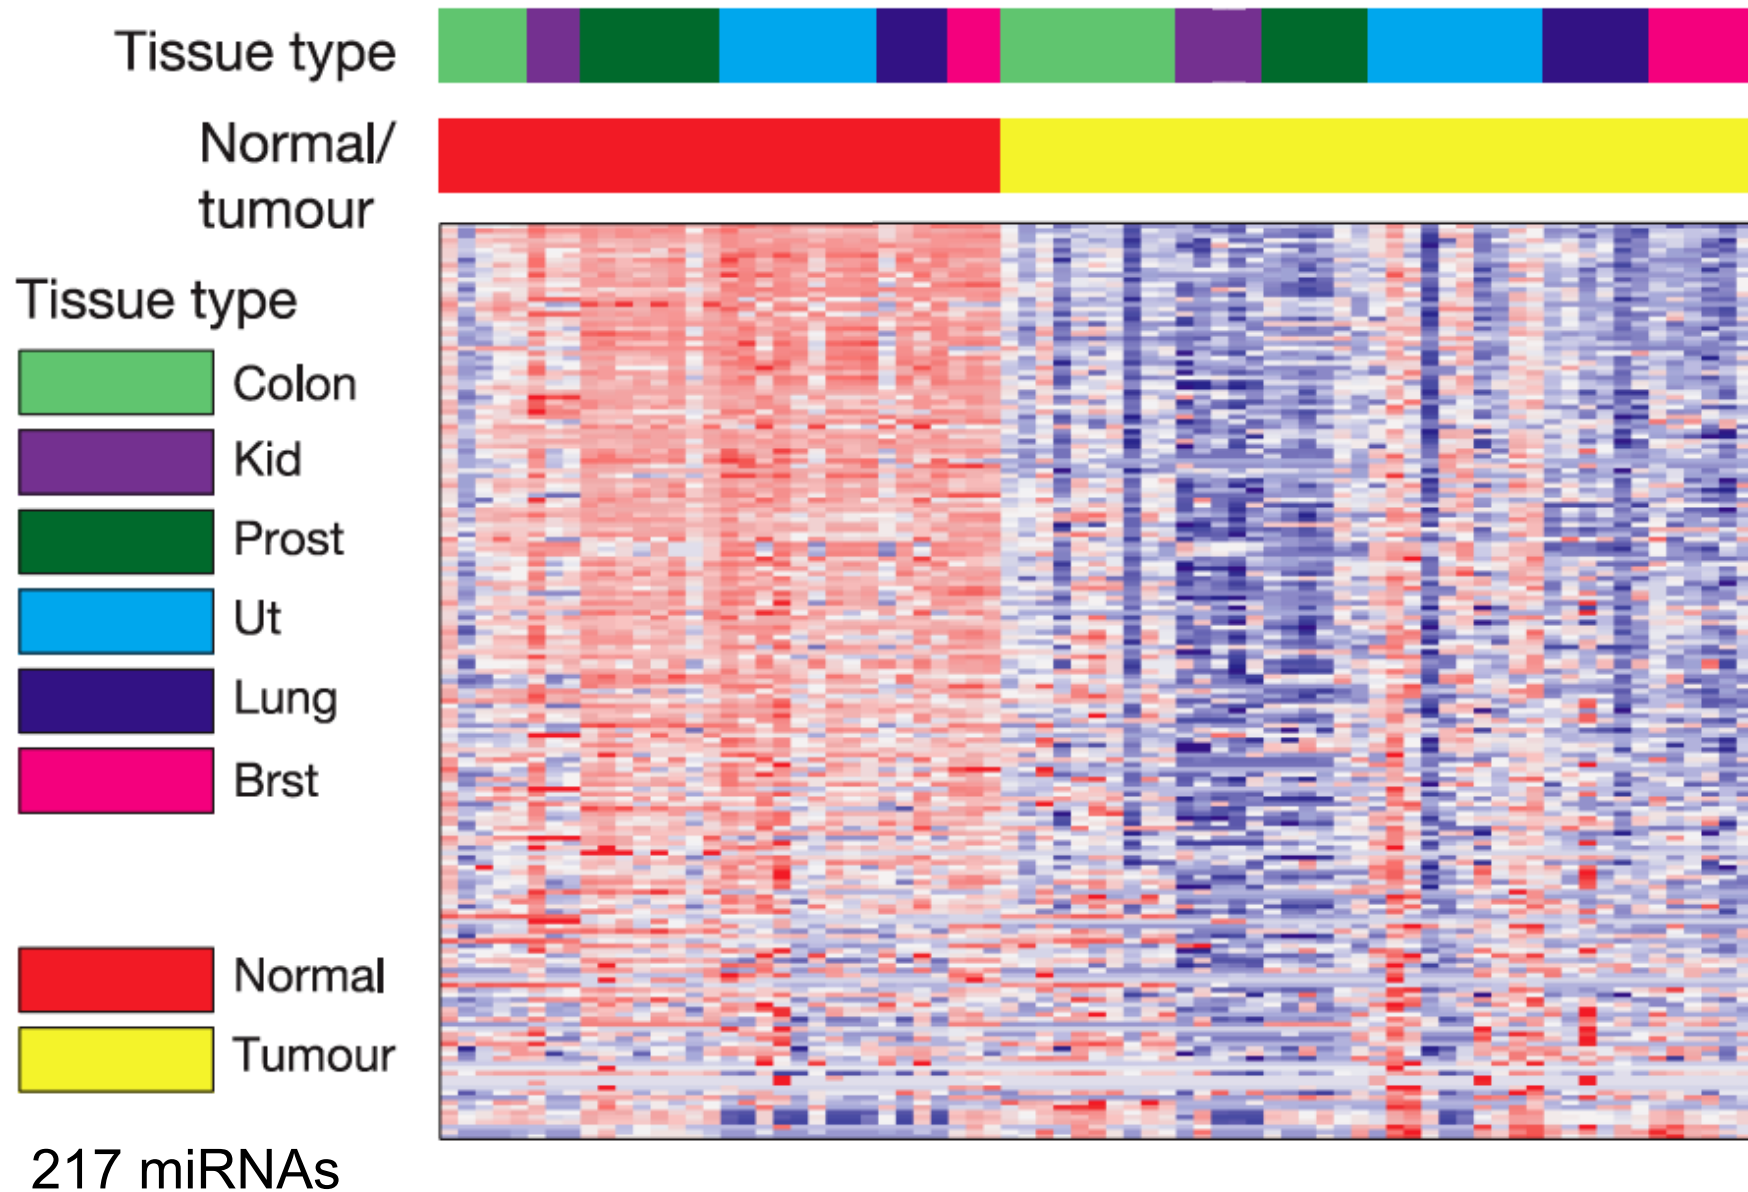 Tissue type
Normal/
tumour
Tissue type
Colon
Kid
Prost
Ut
Lung
Brst
Normal
Tumour
217 miRNAs